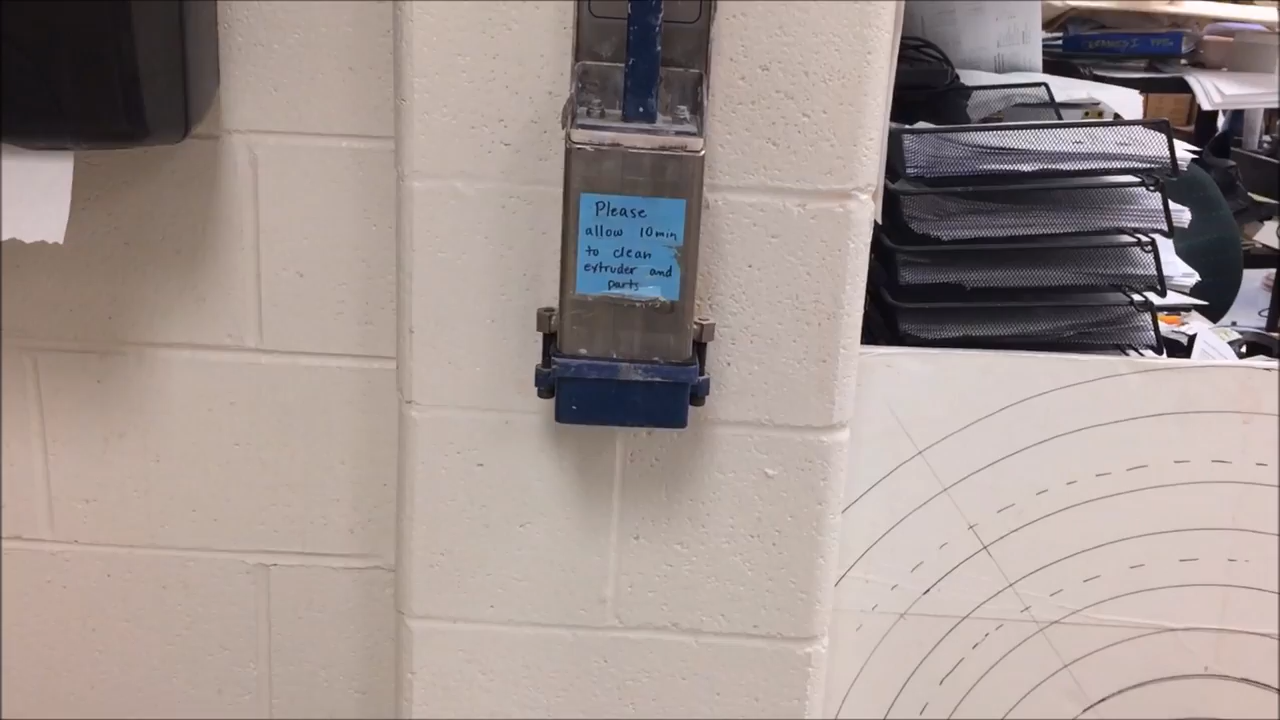 Please
allow 10min
to clean
extruder and
parts